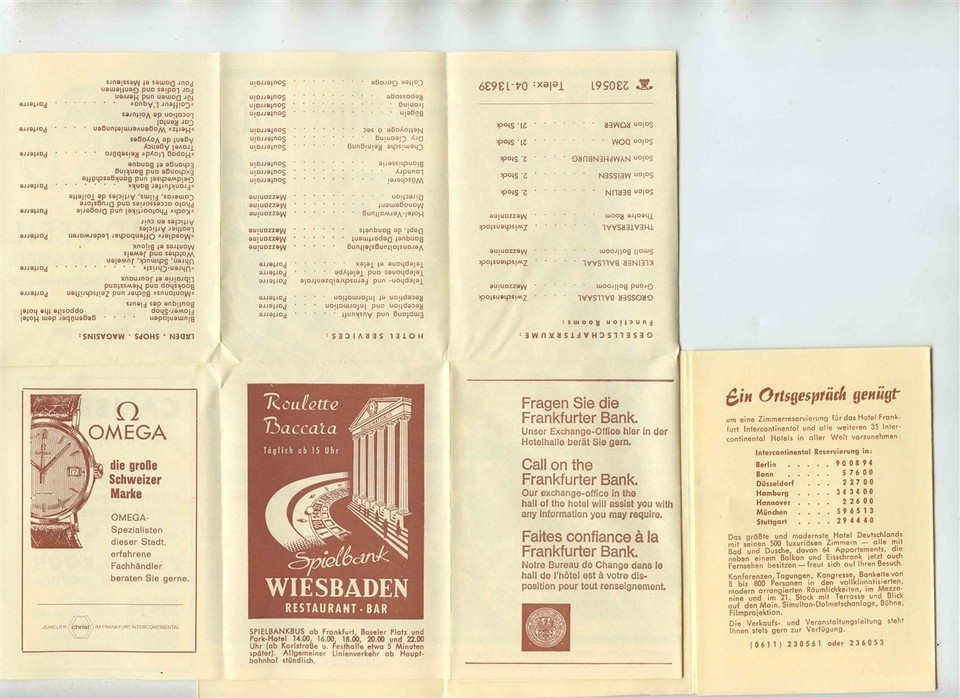 GESELLSCHAFTSRÄUME:
Function Rooms:
GROSSER BALLSAAL . . . Zwischenstock
Grand Ballroom Mezzanine
KLEINER BALLSAAL . . . Zwischenstock
Small Ballroom Mezzanine
THEATERSAAL . . . Zwischenstock
Theatre Room Mezzanine
Salon BERLIN . . . 2. Stock
Salon MEISSEN . . . 2. Stock
Salon NYMPHENBURG . . . 2. Stock
Salon DOM . . . 21. Stock
Salon RÖMER . . . 21. Stock
230561 Telex: 04-13639
HOTEL SERVICES:
Empfang und Auskunft . . . Parterre
Reception and Information . . . Parterre
Reception et Information . . . Parterre
Telephon- und Fernschreibzentrale . . . Parterre
Telephones and Teletype . . . Parterre
Telephone et Telex . . . Parterre
Veranstaltungsleitung . . . Mezzanine
Banquet Department . . . Mezzanine
Dept. de Banquets . . . Mezzanine
Hotel-Verwaltung . . . Mezzanine
Management . . . Mezzanine
Direction . . . Mezzanine
Wäscherei . . . Souterrain
Laundry . . . Souterrain
Blanchisserie . . . Souterrain
Chemische Reinigung . . . Souterrain
Dry Cleaning . . . Souterrain
Nettoyage à sec . . . Souterrain
Bügeln . . . Souterrain
Ironing . . . Souterrain
Repassage . . . Souterrain
Caltex Garage . . . Souterrain
LÄDEN · SHOPS · MAGASINS:
Blumenladen . . . gegenüber dem Hotel
Flower-Shop opposite the hotel
Boutique des Fleurs
»Montanus« Bücher und Zeitschriften Parterre
Bookshop and Newsstand
Librairie et Journaux
»Uhren-Christ« . . . Parterre
Uhren, Schmuck, Juwelen
Watches and Jewels
Montres et Bijoux
»Maedler« Offenbacher Lederwaren Parterre
Leather Articles
Articles en cuir
»Koch« Photoartikel und Drogerie . Parterre
Photo accessories and Drugstore
Cameras, Films, Articles de Toilette
»Frankfurter Bank« . . . Parterre
Geldwechsel und Bankgeschäfte
Exchange and Banking
Echange et Banque
»Hapag Lloyd« Reisebüro . . . Parterre
Travel Agency
Agent de Voyages
»Hertz« Wagenvermietungen . . . Parterre
Car Rental
Location de Voitures
»Coiffeur L'Aqua« . . . Parterre
für Damen und Herren
For Ladies and Gentlemen
Pour Dames et Messieurs
Ω
OMEGA
die große
Schweizer
Marke
OMEGA-
Spezialisten
dieser Stadt,
erfahrene
Fachhändler
beraten Sie gerne.
JUWELIER christ IM FRANKFURT-INTERCONTINENTAL
Roulette
Baccara
Täglich ab 15 Uhr
Spielbank
WIESBADEN
RESTAURANT · BAR
SPIELBANKBUS ab Frankfurt, Baseler Platz und
Park-Hotel 14.00, 16.00, 18.00, 20.00 und 22.00
Uhr (ab Karlstraße u. Festhalle etwa 5 Minuten
später). Allgemeiner Linienverkehr ab Haupt-
bahnhof stündlich.
Fragen Sie die
Frankfurter Bank.
Unser Exchange-Office hier in der
Hotelhalle berät Sie gern.
Call on the
Frankfurter Bank.
Our exchange-office in the
hall of the hotel will assist you with
any information you may require.
Faites confiance à la
Frankfurter Bank.
Notre Bureau de Change dans le
hall de l'hôtel est à votre dis-
position pour tout renseignement.
Ein Ortsgespräch genügt
um eine Zimmerreservierung für das Hotel Frank-
furt Intercontinental und alle weiteren 35 Inter-
continental Hotels in aller Welt vorzunehmen:
Intercontinental Reservierung in:
Berlin . . . . . 900894
Bonn . . . . . 57600
Düsseldorf . . . 22700
Hamburg . . . . 343400
Hannover . . . . 22600
München . . . . 596513
Stuttgart . . . . 294440
Das größte und modernste Hotel Deutschlands
mit seinen 500 luxuriösen Zimmern — alle mit
Bad und Dusche, davon 64 Appartements, die
neben einem Balkon und Eisschrank jetzt auch
Fernsehen besitzen — freut sich auf Ihren Besuch.
Konferenzen, Tagungen, Kongresse, Bankette von
8 bis 800 Personen in den vollklimatisierten,
modern arrangierten Räumlichkeiten, im Mezza-
nine und im 21. Stock mit Terrasse und Blick
auf den Main. Simultan-Dolmetschanlage, Bühne,
Filmprojektion.
Die Verkaufs- und Veranstaltungsleitung steht
Ihnen stets gern zur Verfügung.
(0611) 230561 oder 236053